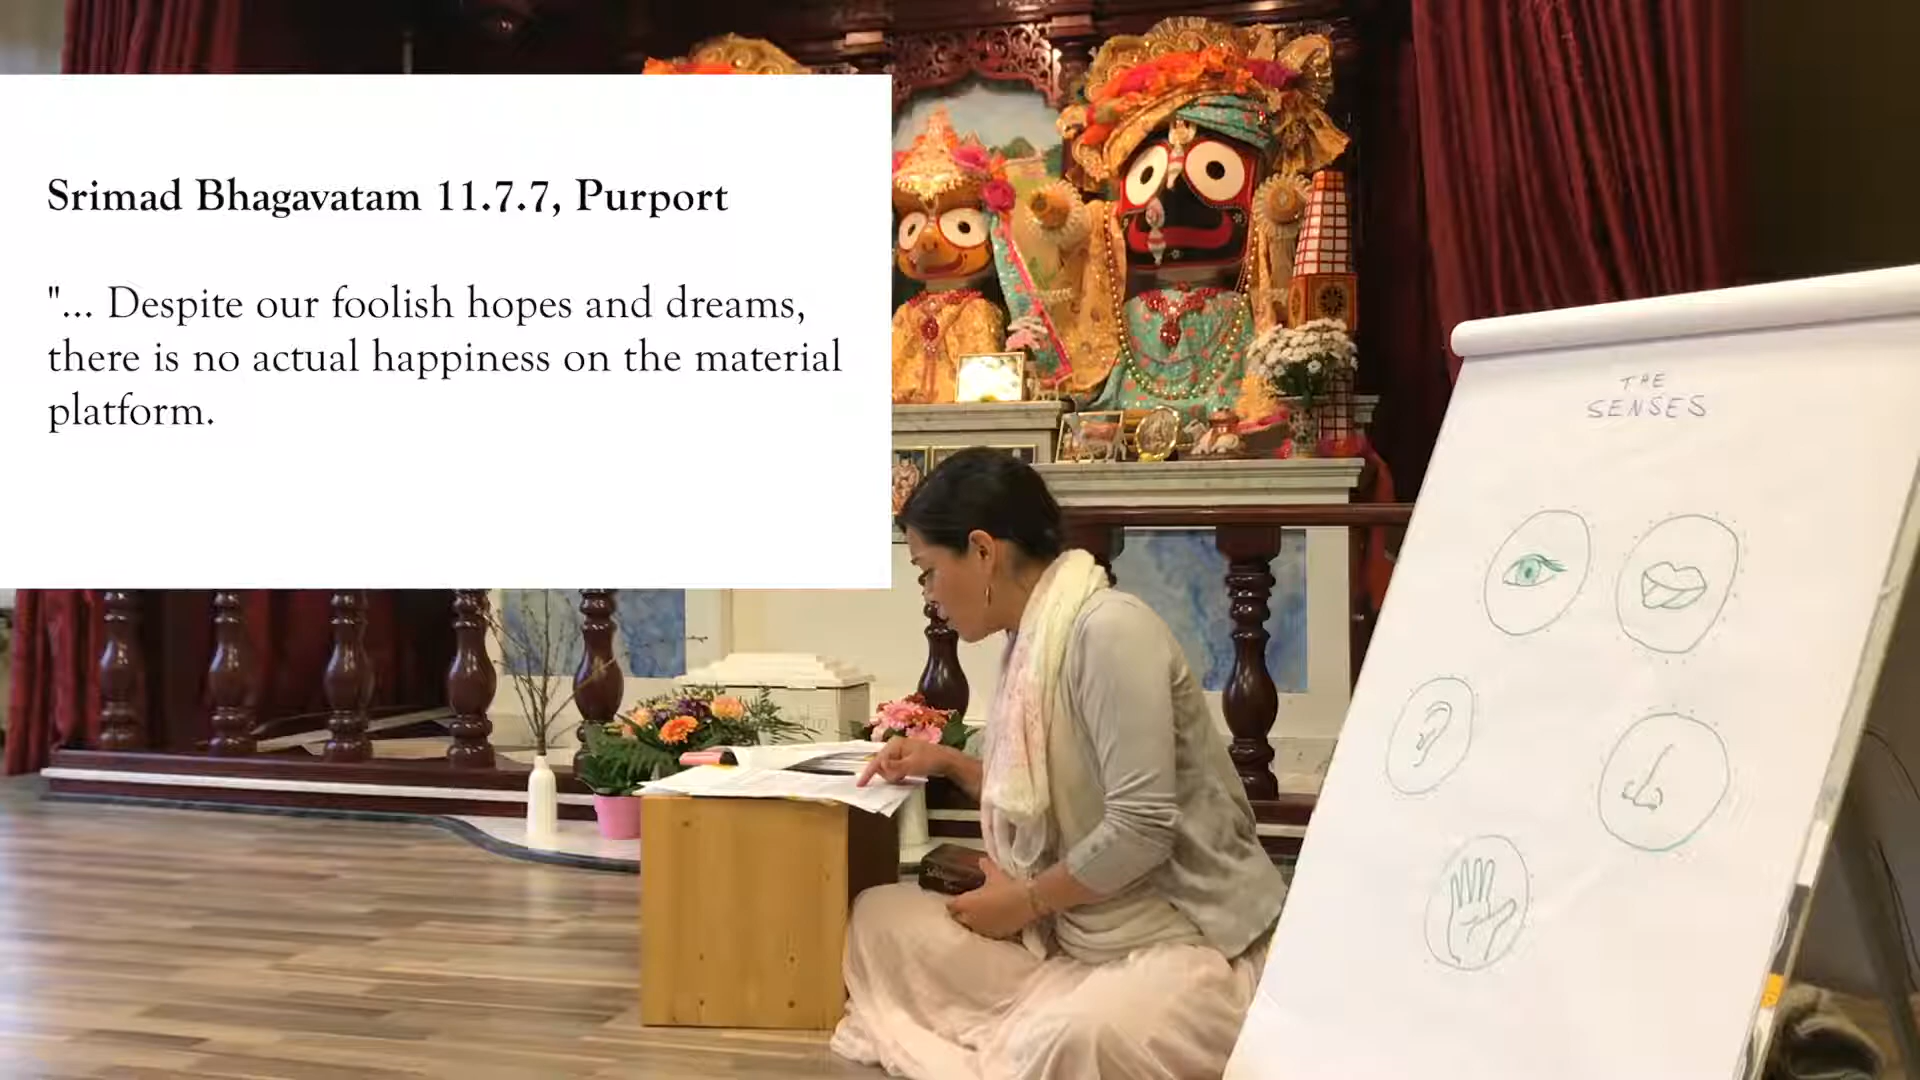 Srimad Bhagavatam 11.7.7, Purport
"... Despite our foolish hopes and dreams,
there is no actual happiness on the material
platform.
THE
SENSES